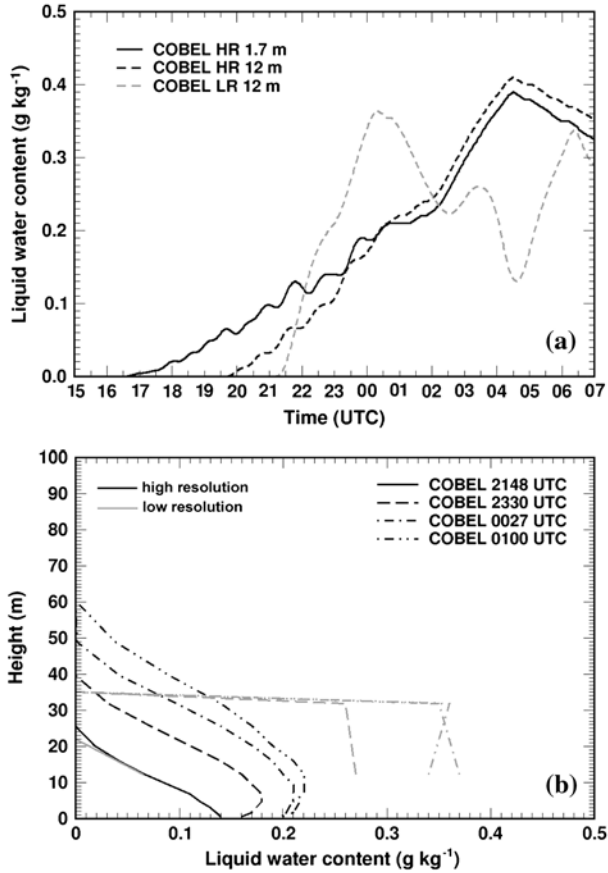 0.5
0.4
0.3
0.2
0.1
0.0
Liquid water content (g kg⁻¹)
COBEL HR 1.7 m
COBEL HR 12 m
COBEL LR 12 m
(a)
15 16 17 18 19 20 21 22 23 00 01 02 03 04 05 06 07
Time (UTC)
100
90
80
70
60
50
40
30
20
10
0
Height (m)
high resolution
low resolution
COBEL 2148 UTC
COBEL 2330 UTC
COBEL 0027 UTC
COBEL 0100 UTC
(b)
0 0.1 0.2 0.3 0.4 0.5
Liquid water content (g kg⁻¹)